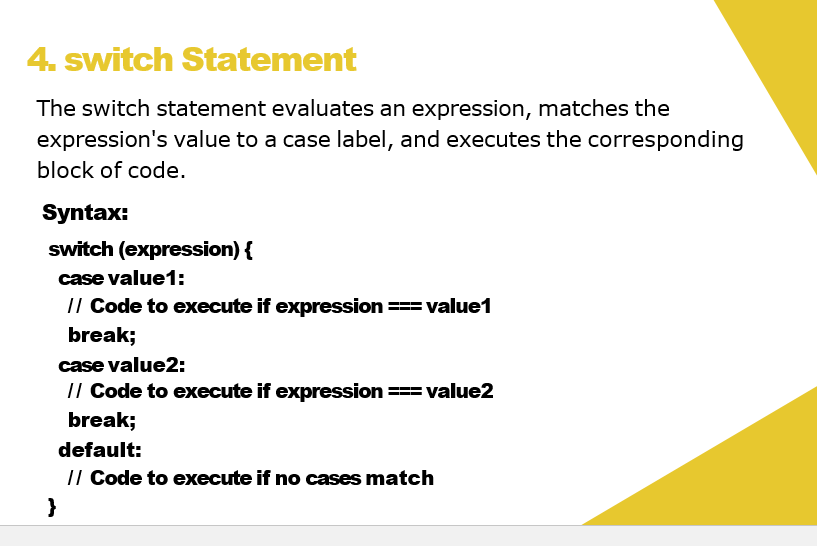 4. switch Statement
The switch statement evaluates an expression, matches the
expression's value to a case label, and executes the corresponding
block of code.
Syntax:
switch (expression) {
case value1:
// Code to execute if expression === value1
break;
case value2:
// Code to execute if expression === value2
break;
default:
// Code to execute if no cases match
}